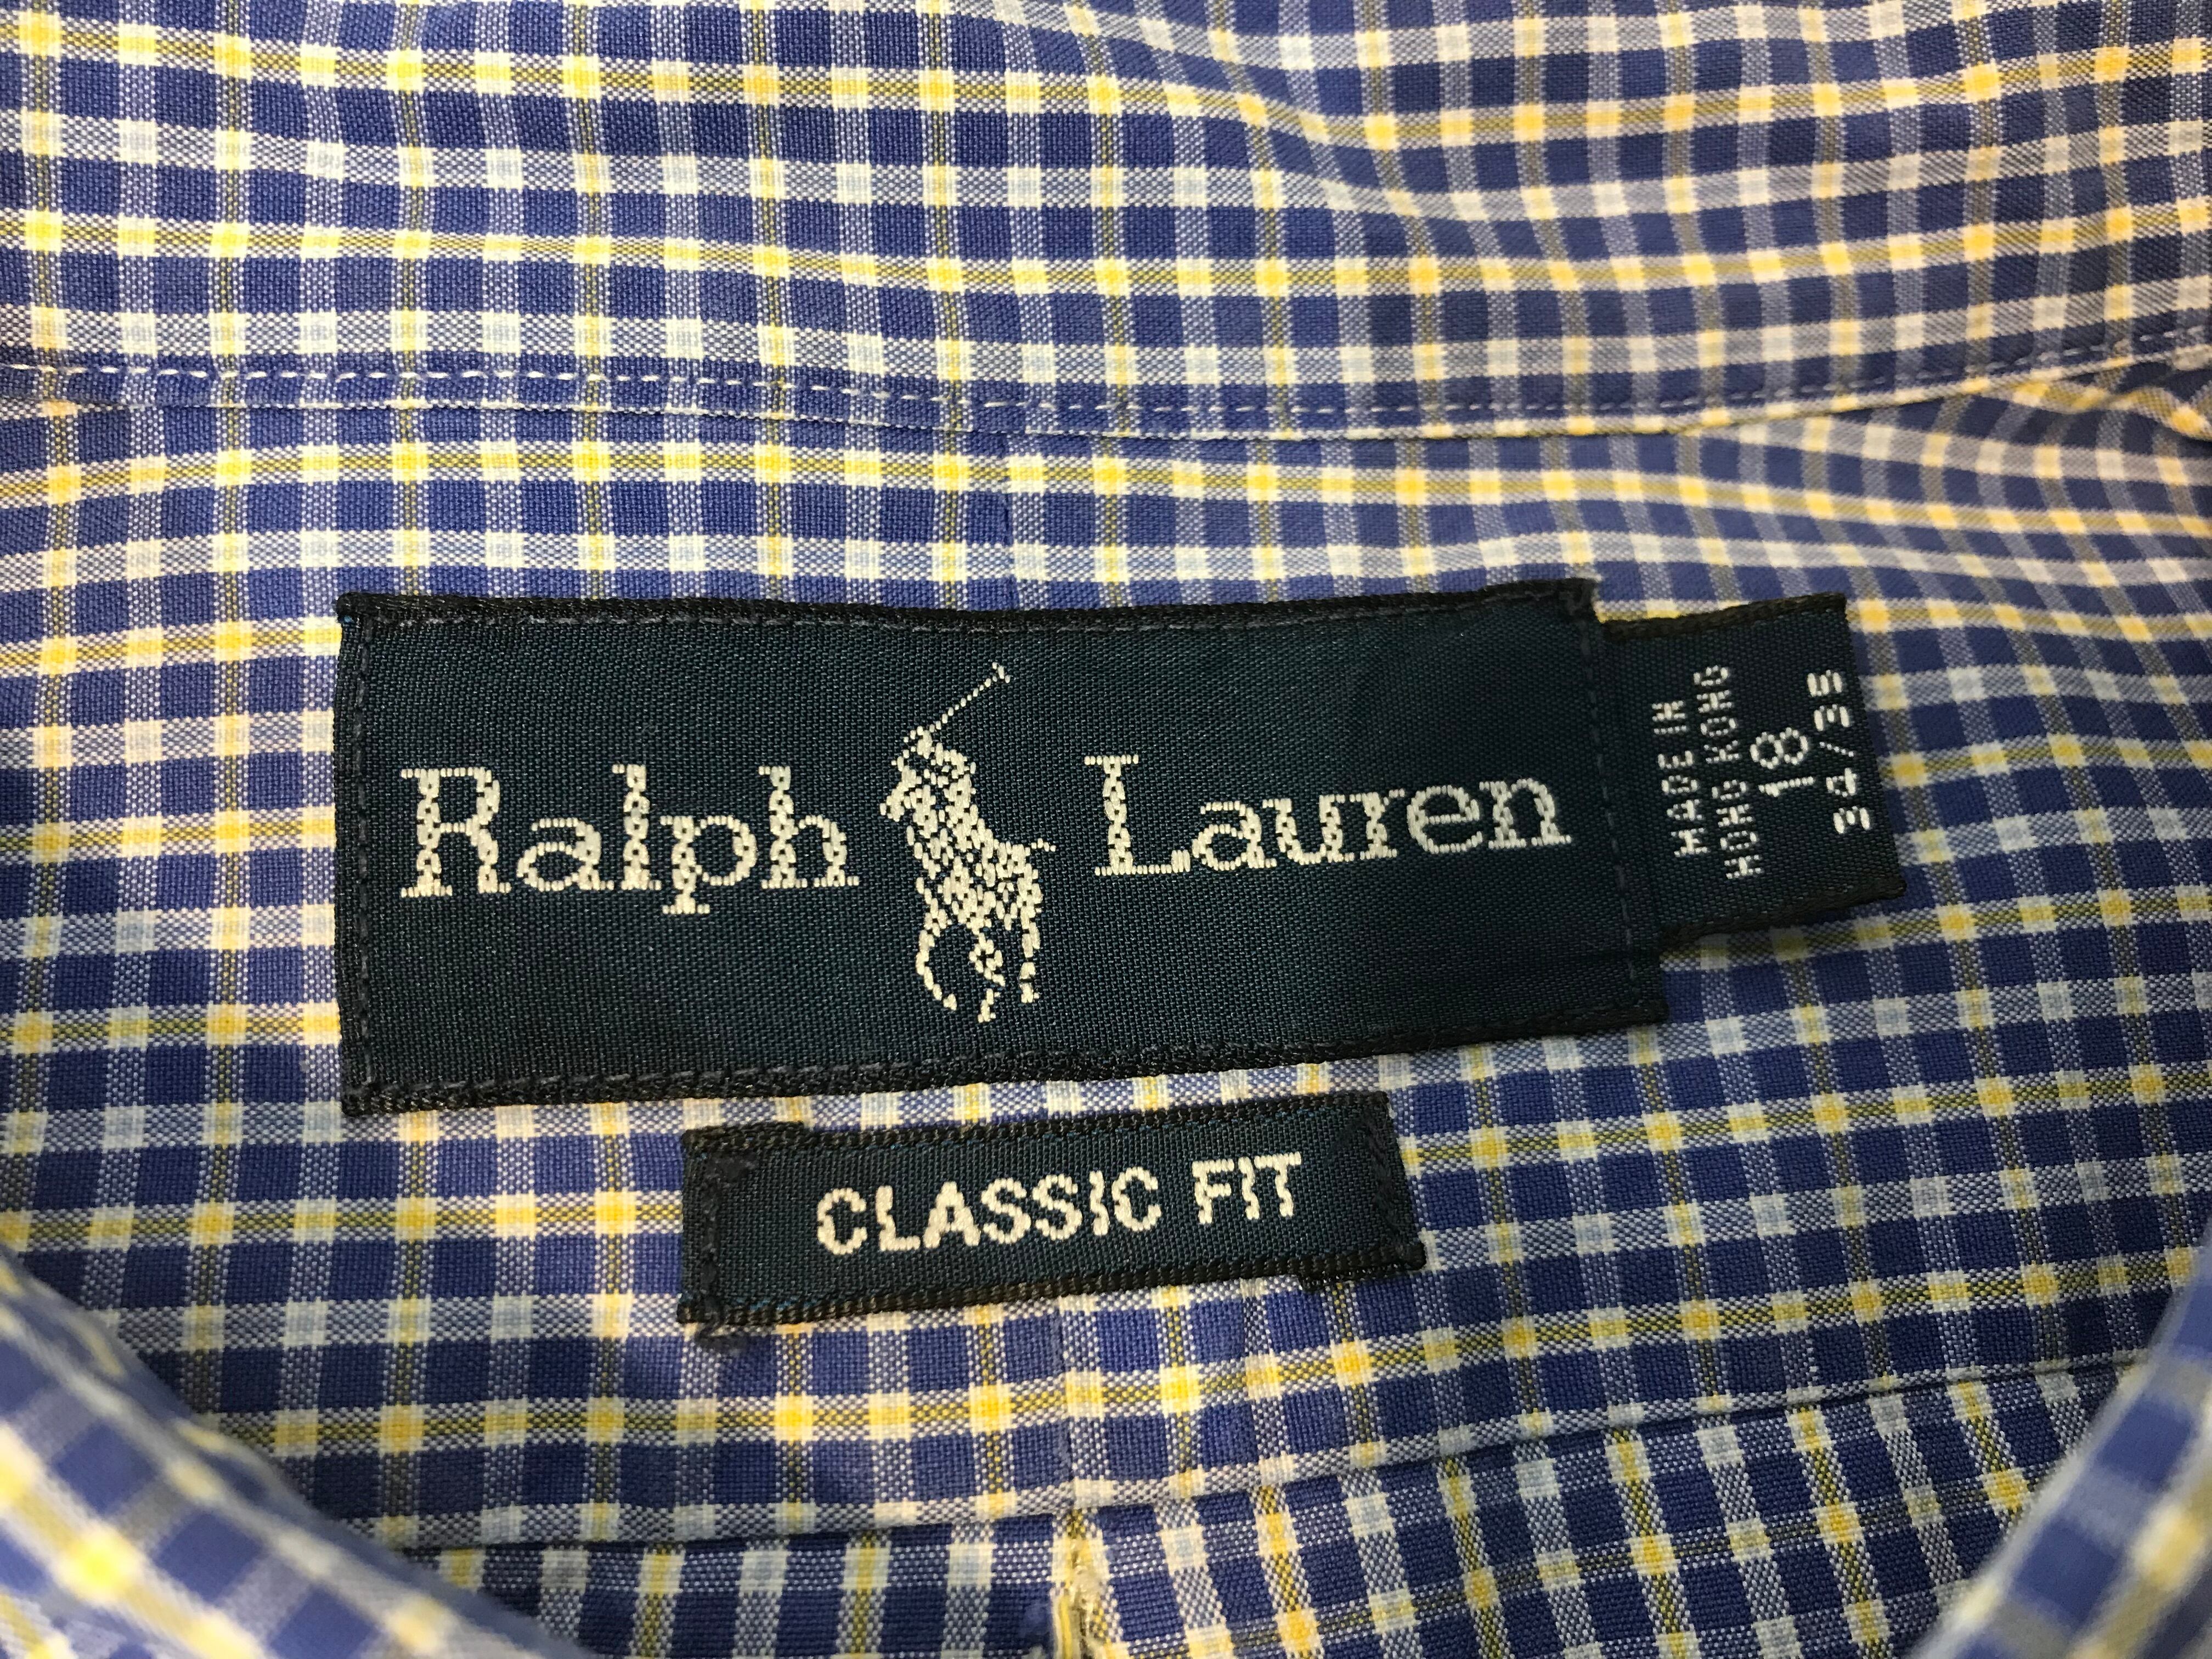 Ralph Lauren
MADE IN
HONG KONG
18
34/35
CLASSIC FIT